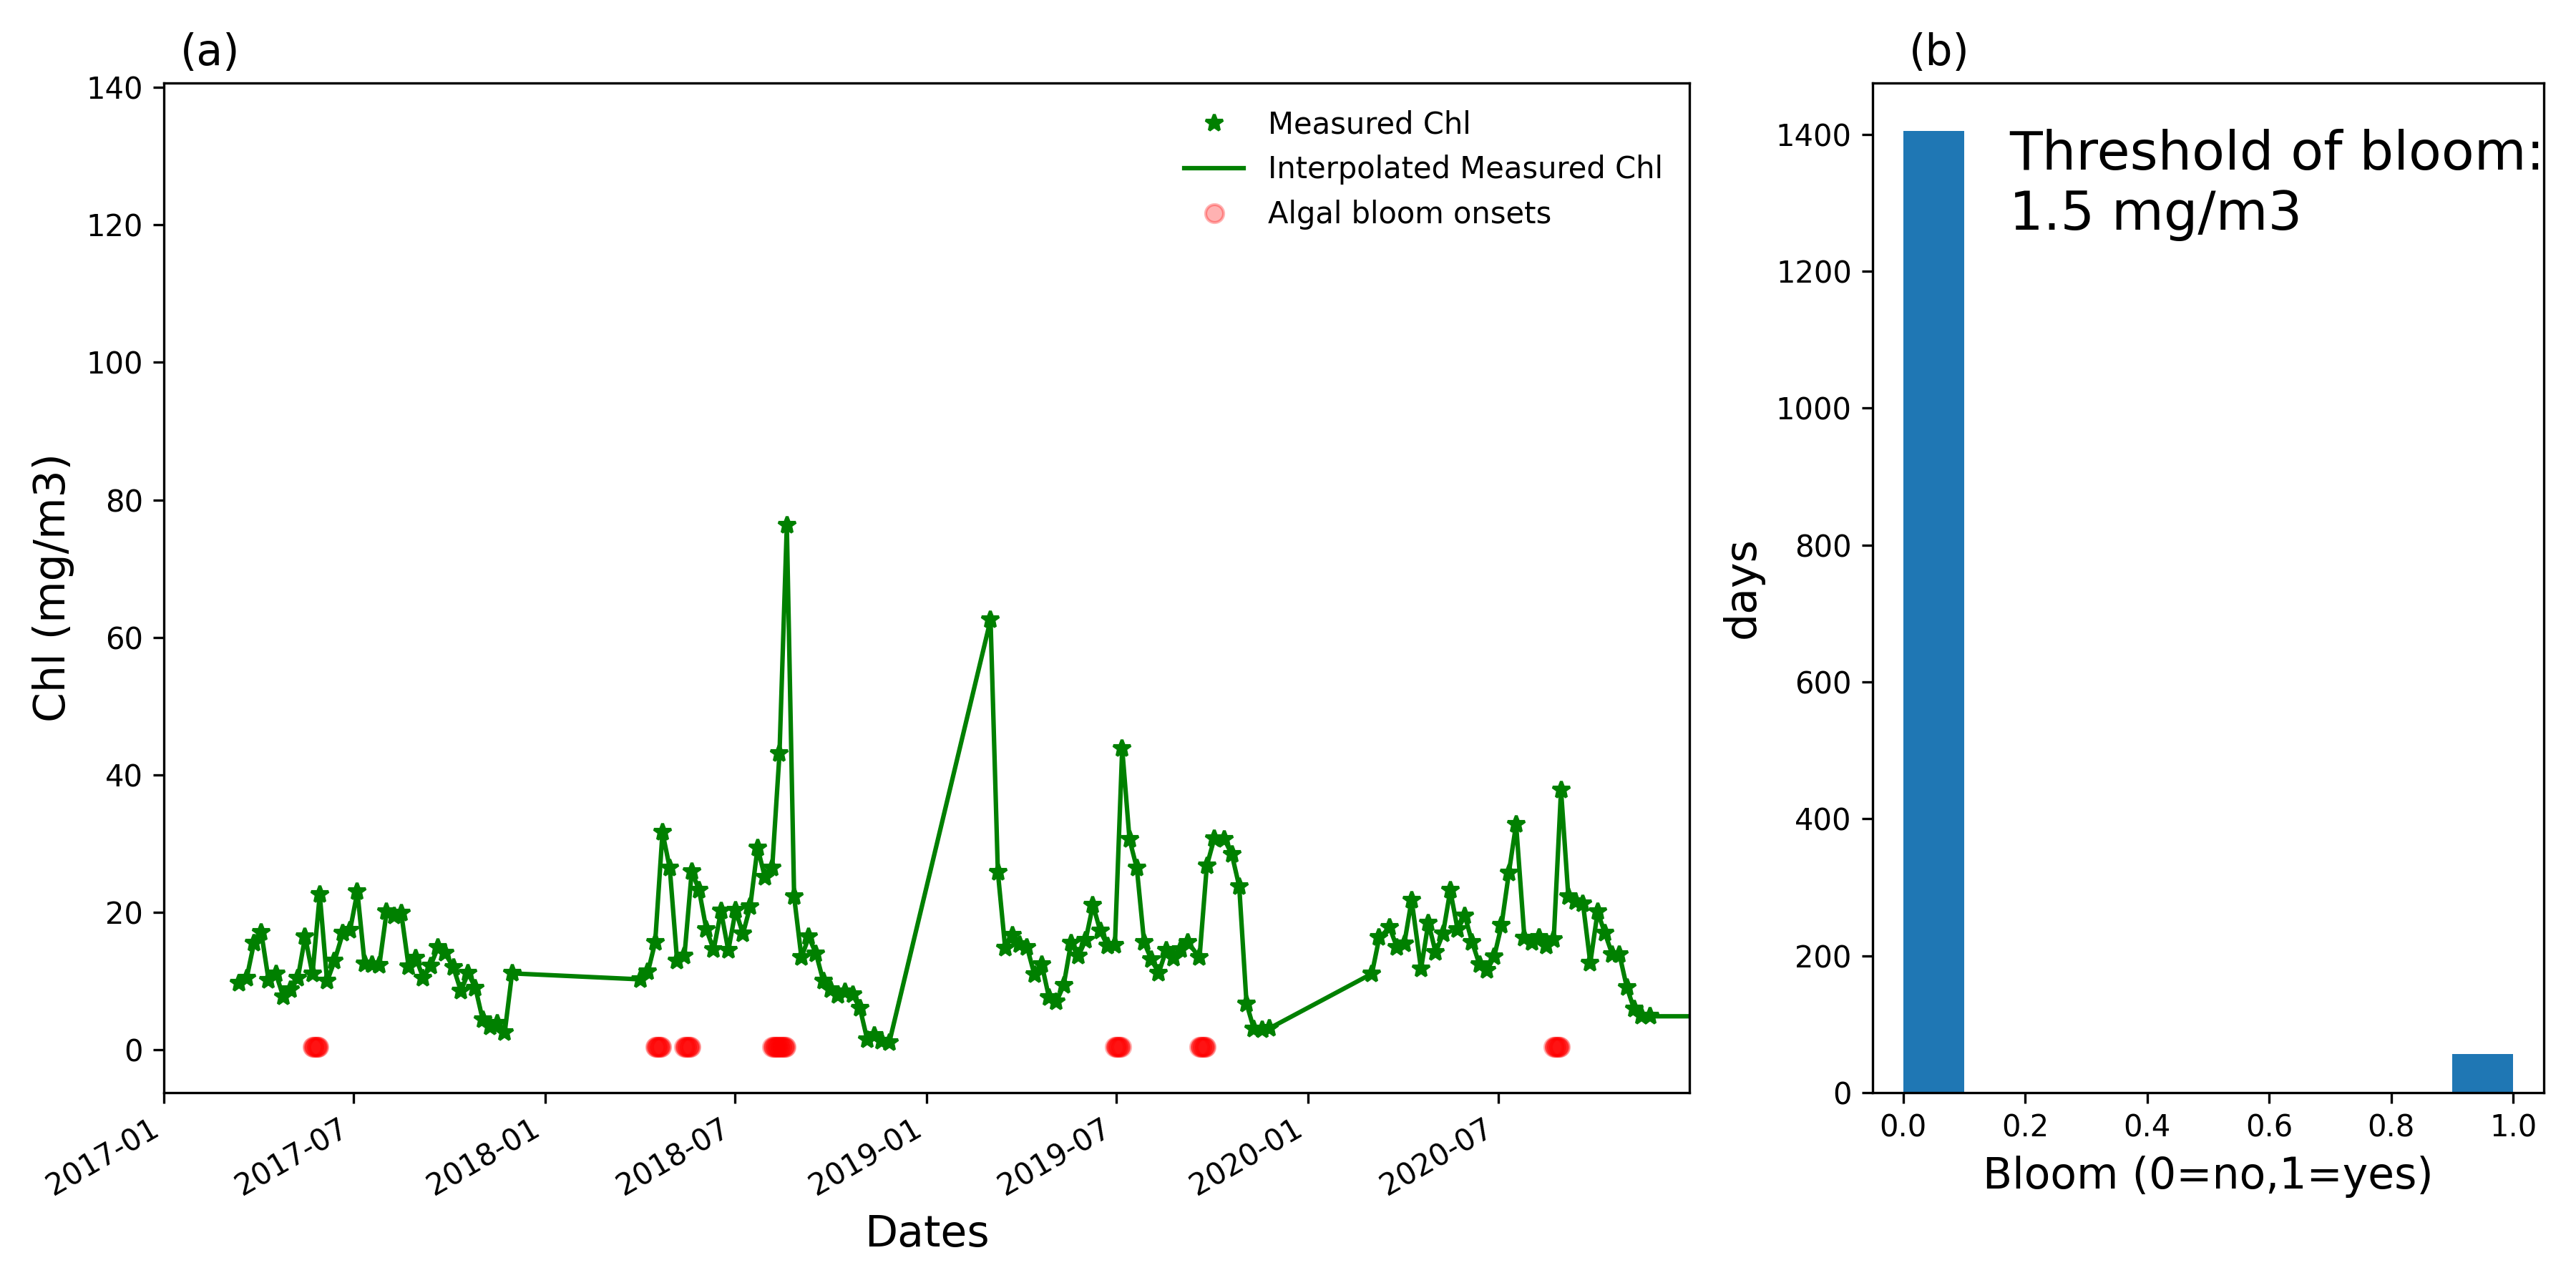 (a)
140
120
100
80
60
40
20
0
Chl (mg/m3)
Measured Chl
Interpolated Measured Chl
Algal bloom onsets
2017-01
2017-07
2018-01
2018-07
2019-01
2019-07
2020-01
2020-07
Dates
(b)
1400
1200
1000
800
600
400
200
0
days
Threshold of bloom:
1.5 mg/m3
0.0
0.2
0.4
0.6
0.8
1.0
Bloom (0=no,1=yes)